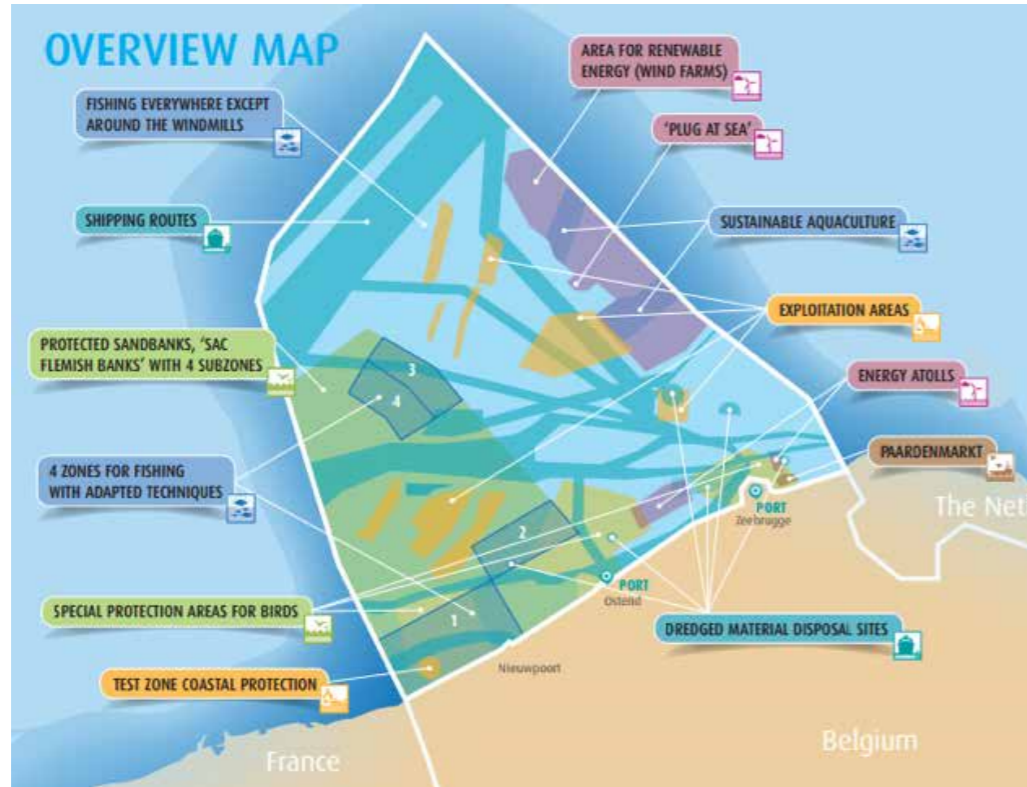 OVERVIEW MAP
AREA FOR RENEWABLE
ENERGY (WIND FARMS)
FISHING EVERYWHERE EXCEPT
AROUND THE WINDMILLS
'PLUG AT SEA'
SHIPPING ROUTES
SUSTAINABLE AQUACULTURE
EXPLOITATION AREAS
PROTECTED SANDBANKS, 'SAC
FLEMISH BANKS' WITH 4 SUBZONES
3
4
ENERGY ATOLLS
PAARDENMARKT
4 ZONES FOR FISHING
WITH ADAPTED TECHNIQUES
The Net
PORT
Zeebrugge
2
PORT
Ostend
SPECIAL PROTECTION AREAS FOR BIRDS
1
DREDGED MATERIAL DISPOSAL SITES
Nieuwpoort
TEST ZONE COASTAL PROTECTION
Belgium
France